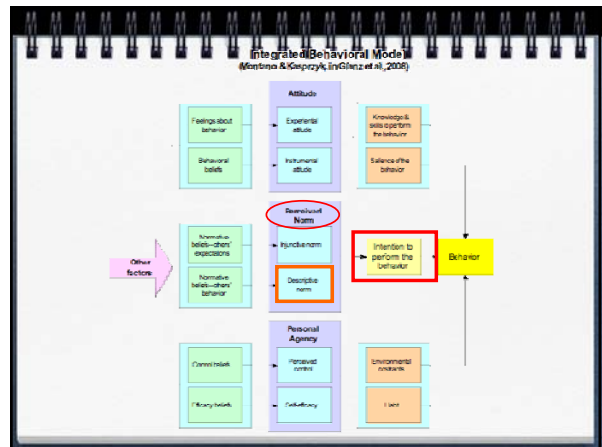 Integrated Behavioral Model
(Montano & Kasprzyk, in Glanz et al., 2008)
Attitude
Feelings about
behavior
Experiential
attitude
Knowledge &
skills to perform
the behavior
Behavioral
beliefs
Instrumental
attitude
Salience of the
behavior
Perceived
Norm
Other
factors
Normative
beliefs—others'
expectations
Injunctive norm
Intention to
perform the
behavior
Behavior
Normative
beliefs—others'
behavior
Descriptive
norm
Personal
Agency
Control beliefs
Perceived
control
Environmental
constraints
Efficacy beliefs
Self-efficacy
Habit